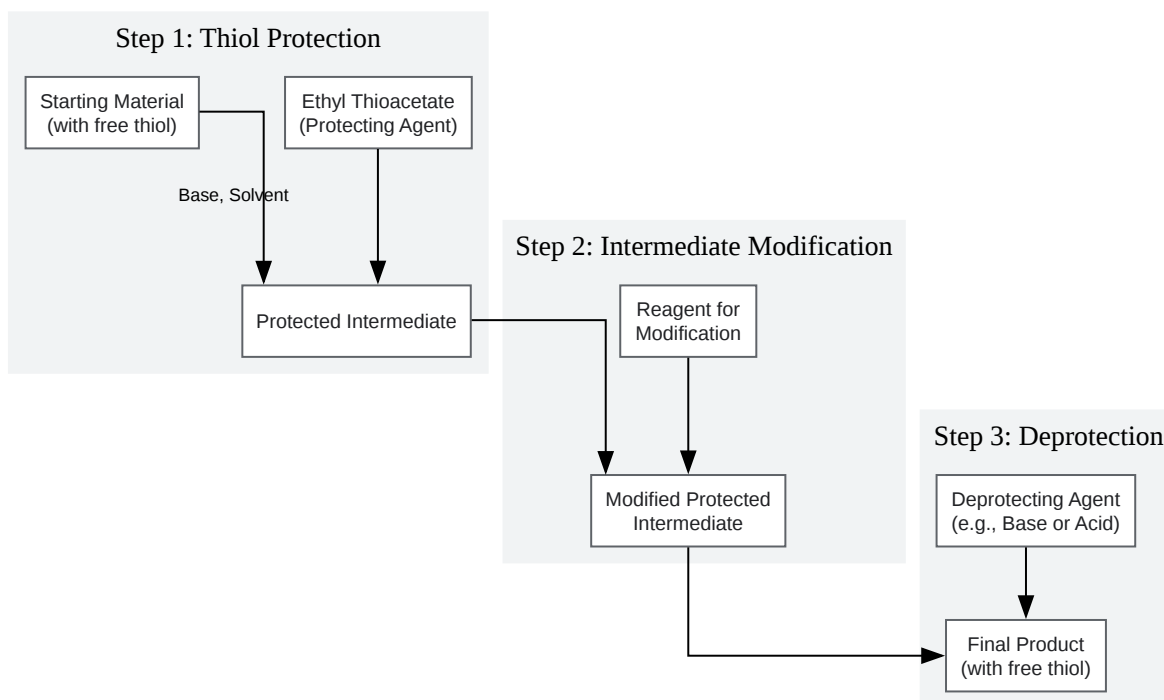 Step 1: Thiol Protection
Starting Material
(with free thiol)
Ethyl Thioacetate
(Protecting Agent)
Base, Solvent
Protected Intermediate
Step 2: Intermediate Modification
Reagent for
Modification
Modified Protected
Intermediate
Step 3: Deprotection
Deprotecting Agent
(e.g., Base or Acid)
Final Product
(with free thiol)